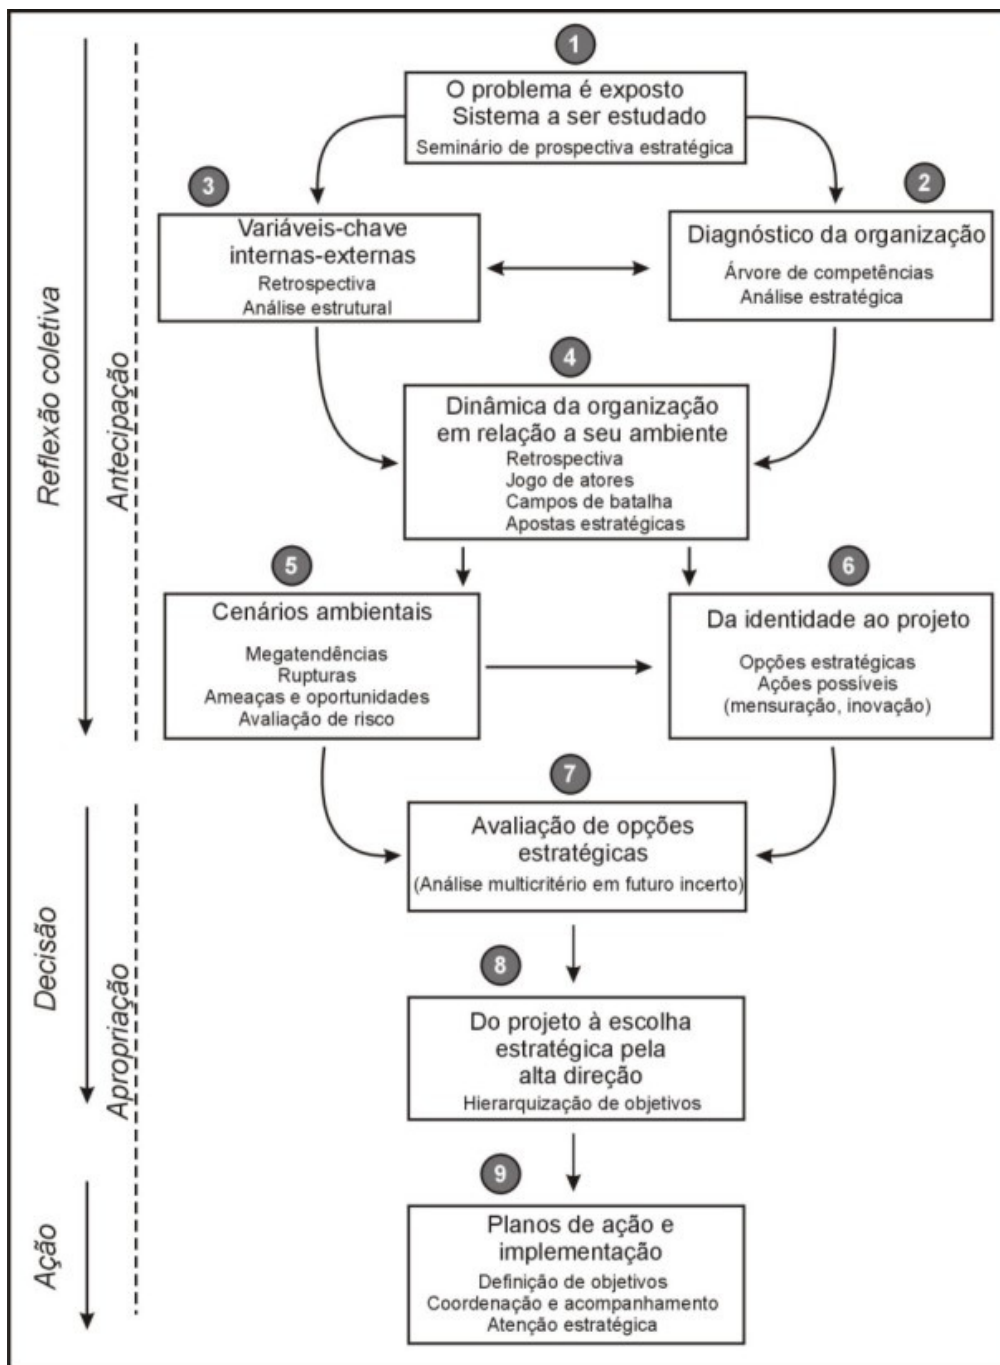 1
O problema é exposto
Sistema a ser estudado
Seminário de prospectiva estratégica
3
Variáveis-chave
internas-externas
Retrospectiva
Análise estrutural
2
Diagnóstico da organização
Árvore de competências
Análise estratégica
4
Dinâmica da organização
em relação a seu ambiente
Retrospectiva
Jogo de atores
Campos de batalha
Apostas estratégicas
5
Cenários ambientais
Megatendências
Rupturas
Ameaças e oportunidades
Avaliação de risco
6
Da identidade ao projeto
Opções estratégicas
Ações possíveis
(mensuração, inovação)
7
Avaliação de opções
estratégicas
(Análise multicritério em futuro incerto)
8
Do projeto à escolha
estratégica pela
alta direção
Hierarquização de objetivos
9
Planos de ação e
implementação
Definição de objetivos
Coordenação e acompanhamento
Atenção estratégica
Reflexão coletiva
Antecipação
Decisão
Apropriação
Ação